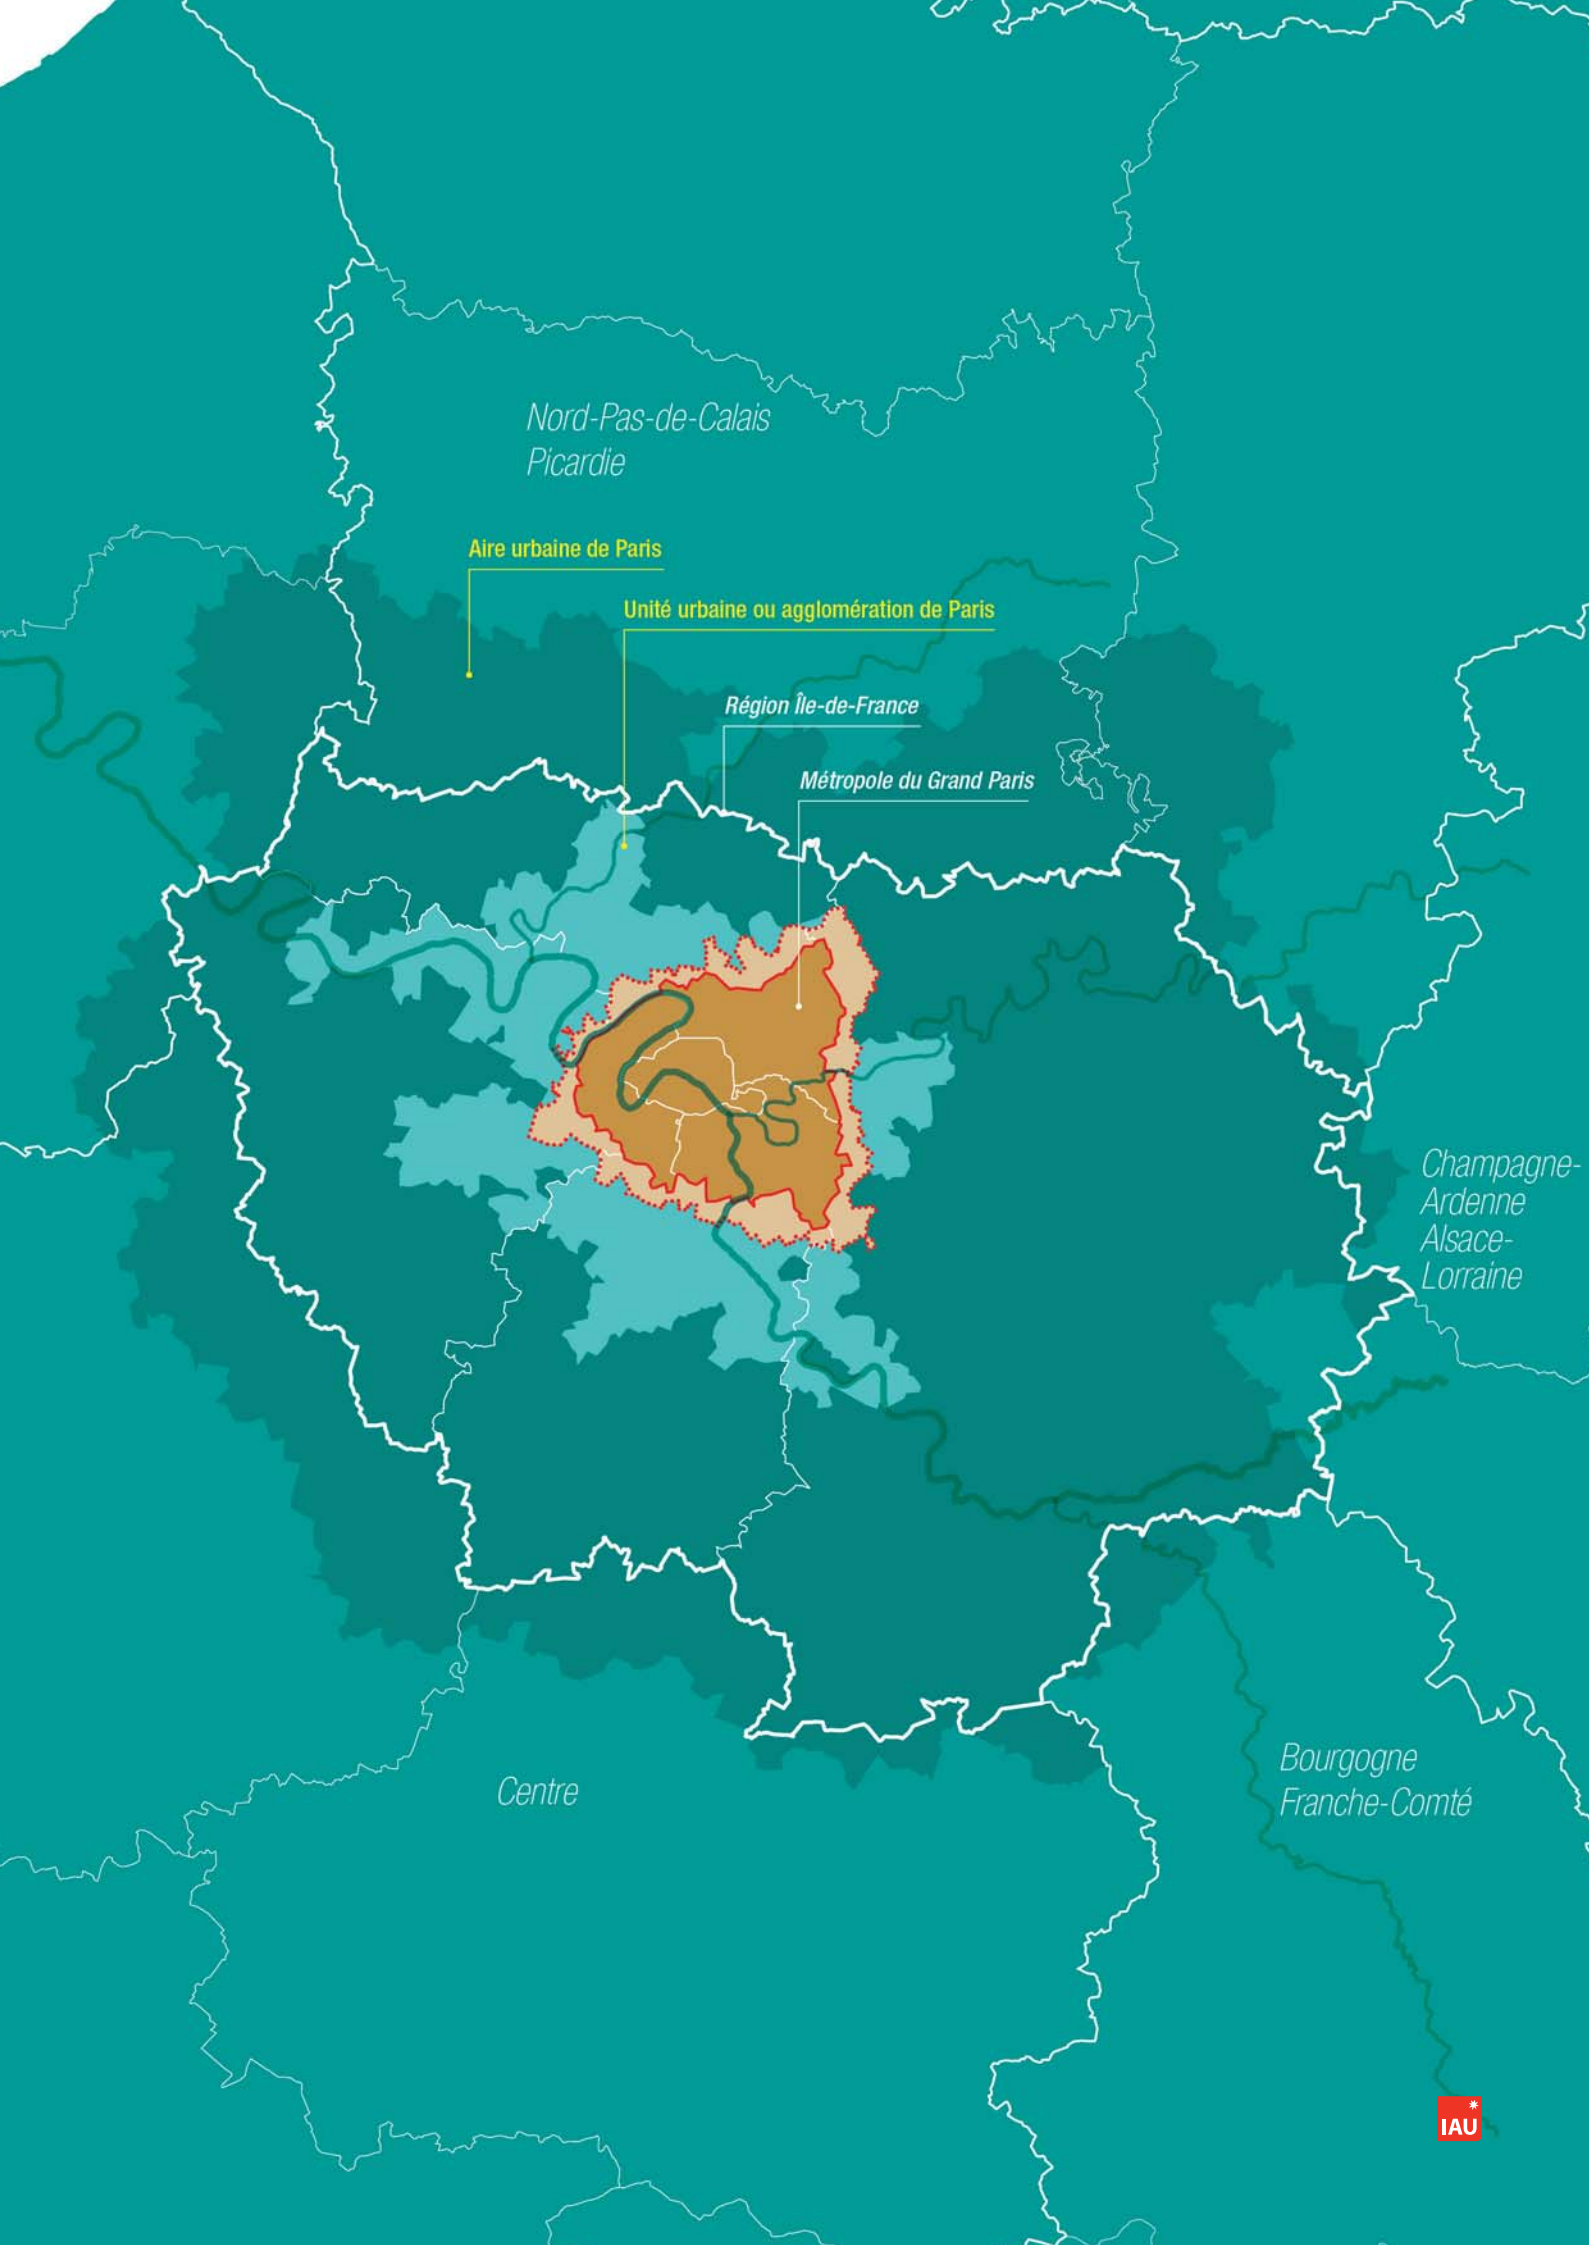 Nord-Pas-de-Calais
Picardie
Aire urbaine de Paris
Unité urbaine ou agglomération de Paris
Région Île-de-France
Métropole du Grand Paris
Champagne-
Ardenne
Alsace-
Lorraine
Bourgogne
Franche-Comté
Centre
IAU